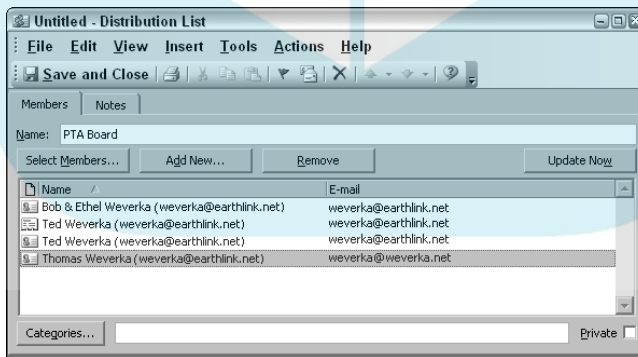 Untitled - Distribution List
File Edit View Insert Tools Actions Help
Save and Close
Members Notes
Name: PTA Board
Select Members... Add New... Remove Update Now
Name E-mail
Bob & Ethel Weverka (weverka@earthlink.net) weverka@earthlink.net
Ted Weverka (weverka@earthlink.net) weverka@earthlink.net
Ted Weverka (weverka@earthlink.net) weverka@earthlink.net
Thomas Weverka (weverka@earthlink.net) weverka@weverka.net
Categories... Private